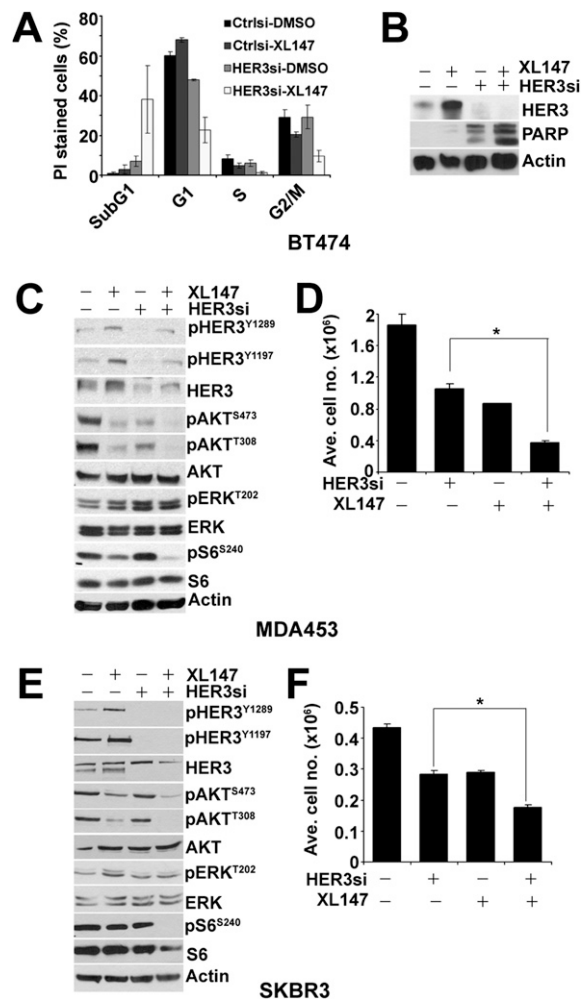 A
PI stained cells (%)
80
60
40
20
0
Ctrlsi-DMSO
Ctrlsi-XL147
HER3si-DMSO
HER3si-XL147
SubG1
G1
S
G2/M
B
– + – + XL147
– – + + HER3si
HER3
PARP
Actin
BT474
C
– + – + XL147
– – + + HER3si
pHER3Y1289
pHER3Y1197
HER3
pAKTS473
pAKTT308
AKT
pERKT202
ERK
pS6S240
S6
Actin
D
Ave. cell no. (x10⁶)
2
1.6
1.2
0.8
0.4
0
*
HER3si – + – +
XL147 – – + +
MDA453
E
– + – + XL147
– – + + HER3si
pHER3Y1289
pHER3Y1197
HER3
pAKTS473
pAKTT308
AKT
pERKT202
ERK
pS6S240
S6
Actin
F
Ave. cell no. (x10⁶)
0.5
0.4
0.3
0.2
0.1
0
*
HER3si – + – +
XL147 – – + +
SKBR3